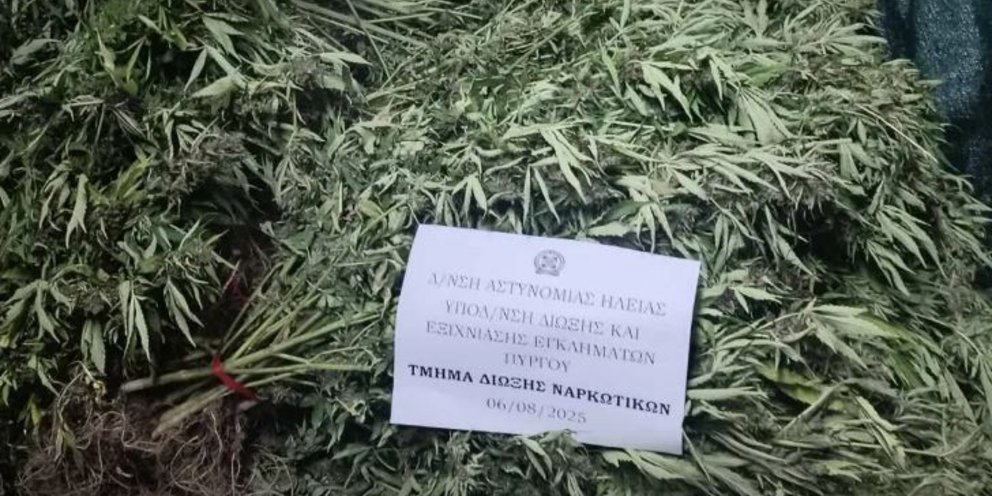 Δ/ΝΣΗ ΑΣΤΥΝΟΜΙΑΣ ΗΛΕΙΑΣ
ΥΠΟΔ/ΝΣΗ ΔΙΩΞΗΣ ΚΑΙ
ΕΞΙΧΝΙΑΣΗΣ ΕΓΚΛΗΜΑΤΩΝ
ΠΥΡΓΟΥ
ΤΜΗΜΑ ΔΙΩΞΗΣ ΝΑΡΚΩΤΙΚΩΝ
06/08/2025